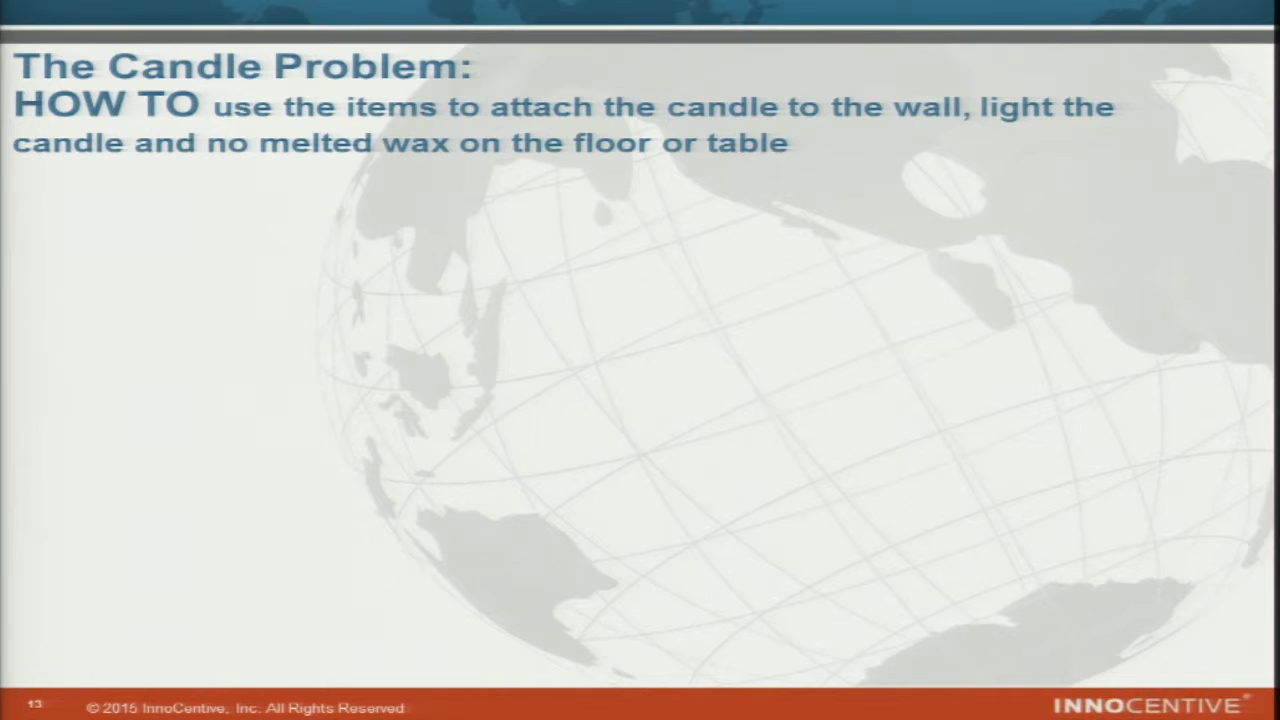 The Candle Problem:
HOW TO use the items to attach the candle to the wall, light the
candle and no melted wax on the floor or table
13
© 2015 InnoCentive, Inc. All Rights Reserved
INNOCENTIVE®